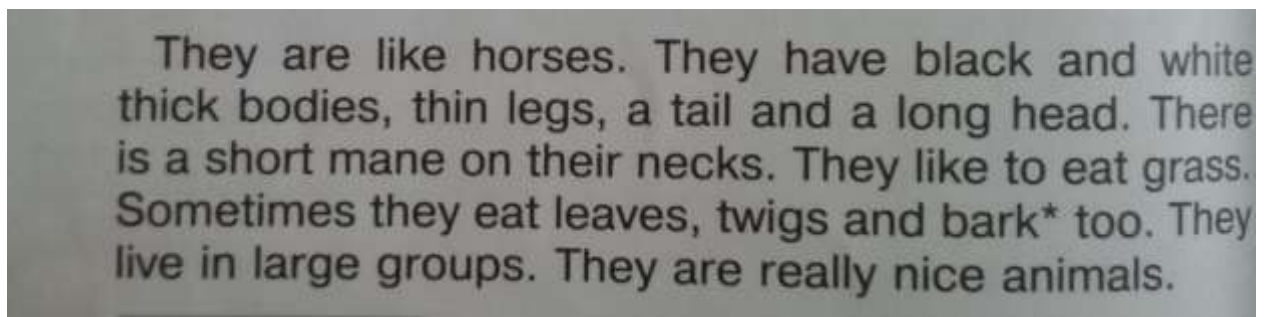 They are like horses. They have black and white
thick bodies, thin legs, a tail and a long head. There
is a short mane on their necks. They like to eat grass.
Sometimes they eat leaves, twigs and bark* too. They
live in large groups. They are really nice animals.